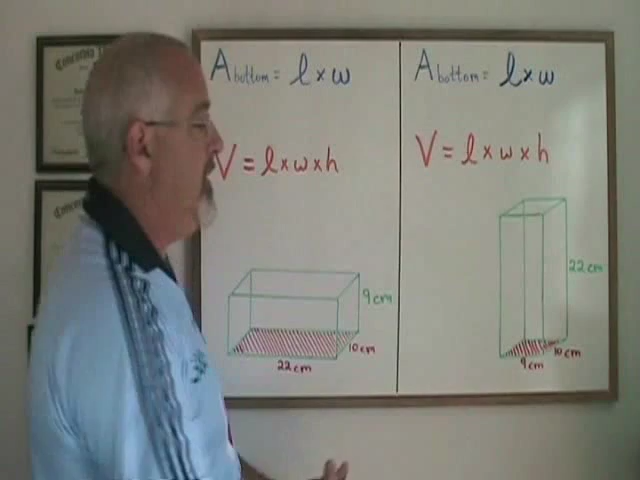 A bottom = l x w
V = l x w x h
9 cm
10 cm
22 cm
A bottom = l x w
V = l x w x h
22 cm
10 cm
9 cm